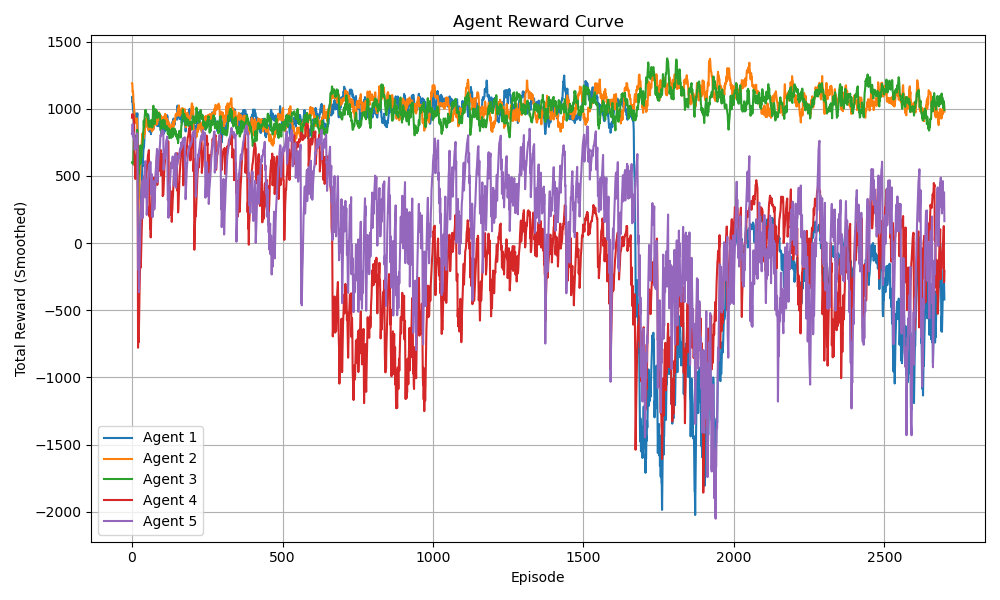 Agent Reward Curve
Total Reward (Smoothed)
1500
1000
500
0
−500
−1000
−1500
−2000
Agent 1
Agent 2
Agent 3
Agent 4
Agent 5
0 500 1000 1500 2000 2500
Episode